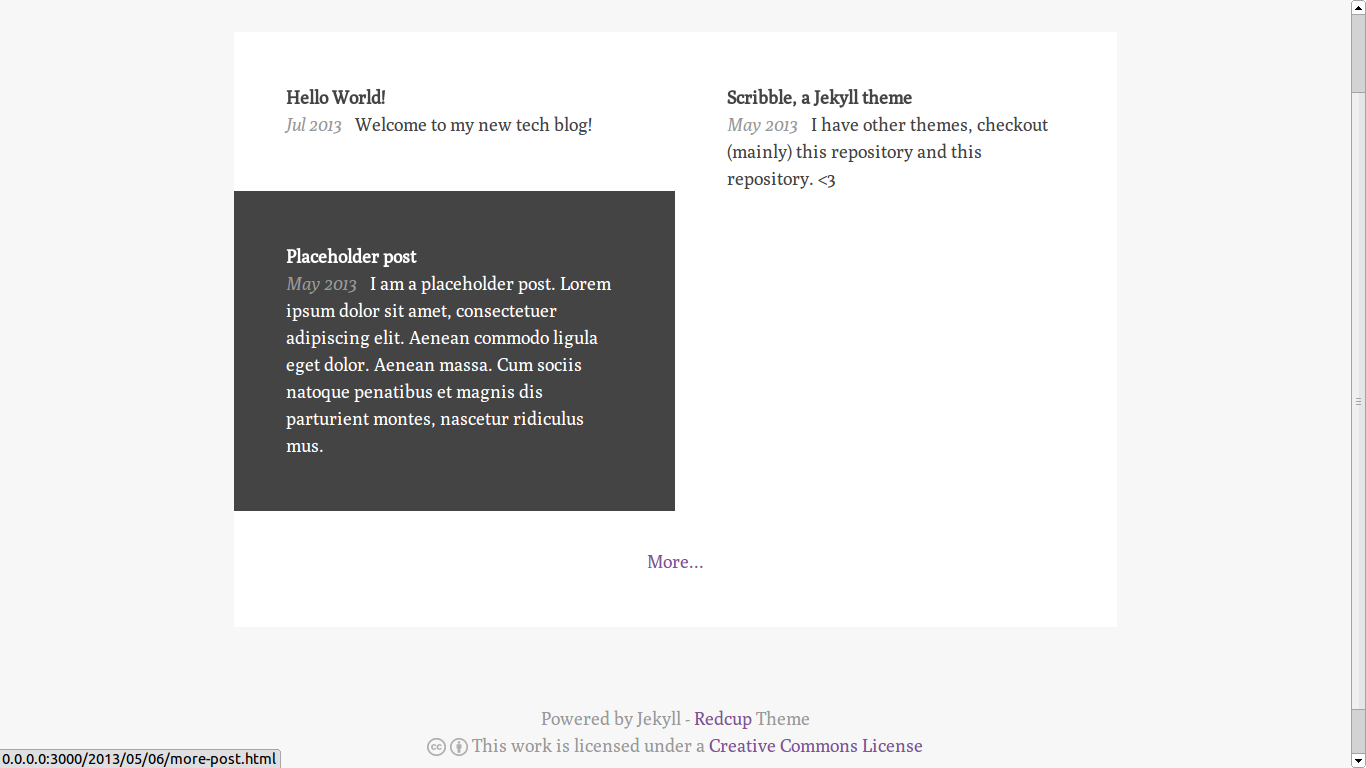 Hello World!
Jul 2013 Welcome to my new tech blog!
Scribble, a Jekyll theme
May 2013 I have other themes, checkout
(mainly) this repository and this
repository. <3
Placeholder post
May 2013 I am a placeholder post. Lorem
ipsum dolor sit amet, consectetuer
adipiscing elit. Aenean commodo ligula
eget dolor. Aenean massa. Cum sociis
natoque penatibus et magnis dis
parturient montes, nascetur ridiculus
mus.
More...
Powered by Jekyll - Redcup Theme
cc This work is licensed under a Creative Commons License
0.0.0.0:3000/2013/05/06/more-post.html